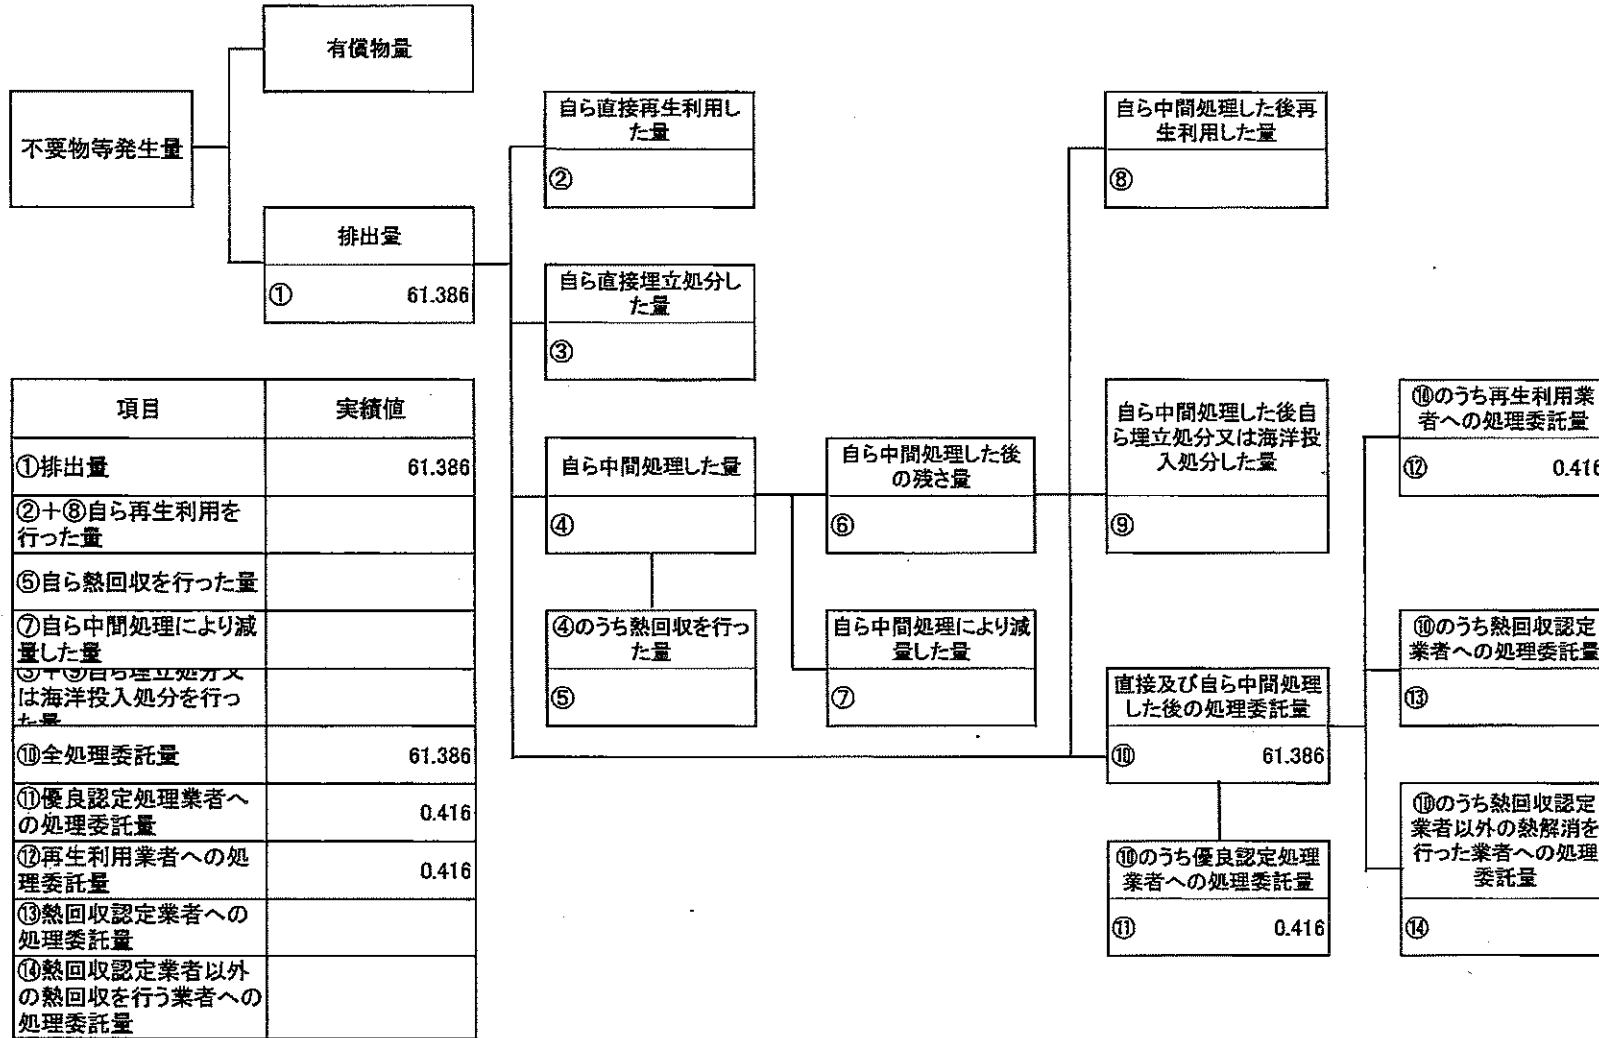 有償物量
不要物等発生量
排出量
① 61.386
自ら直接再生利用し
た量
②
自ら直接埋立処分し
た量
③
自ら中間処理した量
④
④のうち熱回収を行っ
た量
⑤
自ら中間処理した後
の残さ量
⑥
自ら中間処理により減
量した量
⑦
自ら中間処理した後再
生利用した量
⑧
自ら中間処理した後自
ら埋立処分又は海洋投
入処分した量
⑨
直接及び自ら中間処理
した後の処理委託量
⑩ 61.386
⑩のうち優良認定処理
業者への処理委託量
⑪ 0.416
⑩のうち再生利用業
者への処理委託量
⑫ 0.416
⑩のうち熱回収認定
業者への処理委託量
⑬
⑩のうち熱回収認定
業者以外の熱解消を
行った業者への処理
委託量
⑭
項目 実績値
①排出量 61.386
②+⑧自ら再生利用を
行った量
⑤自ら熱回収を行った量
⑦自ら中間処理により減
量した量
③+⑨自ら埋立処分又
は海洋投入処分を行っ
た量
⑩全処理委託量 61.386
⑪優良認定処理業者へ
の処理委託量 0.416
⑫再生利用業者への処
理委託量 0.416
⑬熱回収認定業者への
処理委託量
⑭熱回収認定業者以外
の熱回収を行う業者への
処理委託量